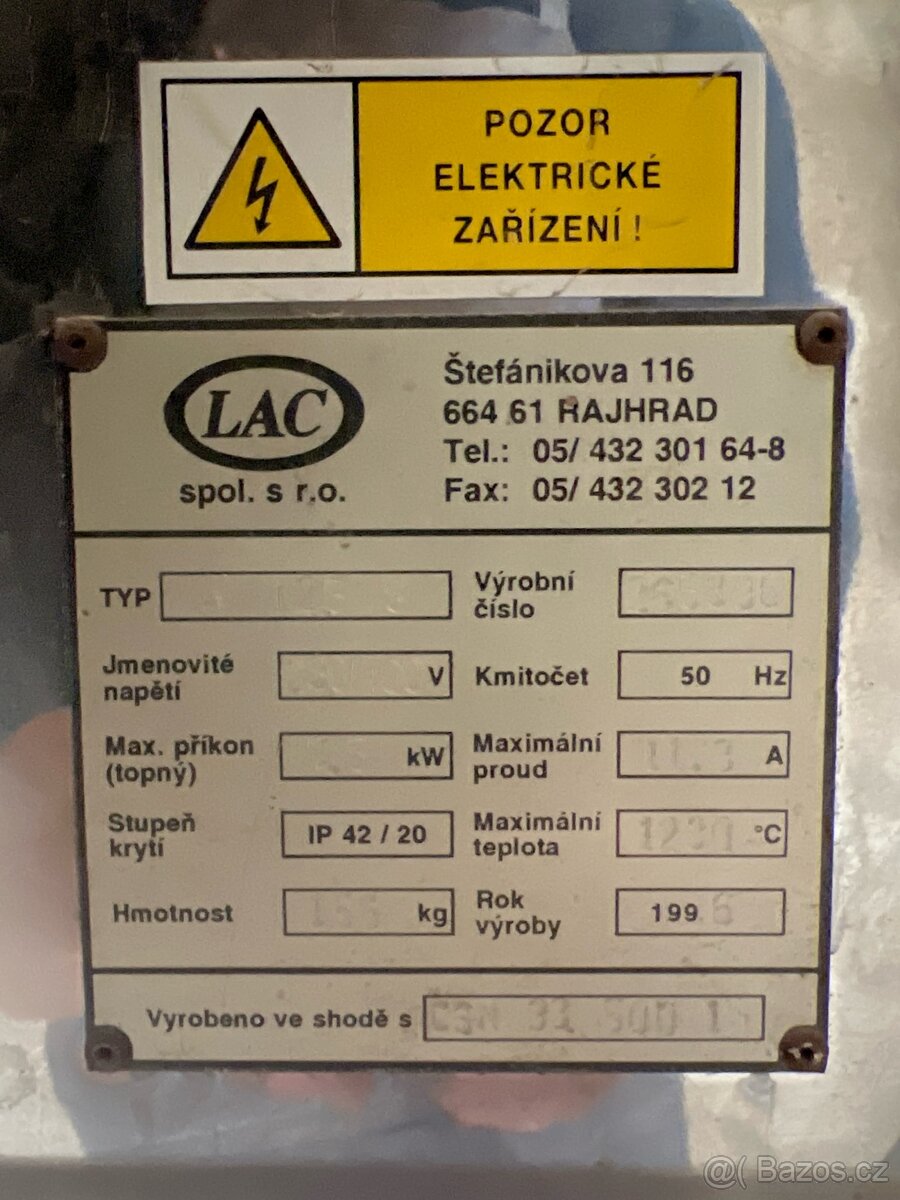 POZOR
ELEKTRICKÉ
ZAŘÍZENÍ !
LAC
spol. s r.o.
Štefánikova 116
664 61 RAJHRAD
Tel.: 05/ 432 301 64-8
Fax: 05/ 432 302 12
TYP
Výrobní
číslo
Jmenovité
napětí
V
Kmitočet
50 Hz
Max. příkon
(topný)
kW
Maximální
proud
A
Stupeň
krytí
IP 42 / 20
Maximální
teplota
°C
Hmotnost
kg
Rok
výroby
199 6
Vyrobeno ve shodě s
@( Bazos.cz